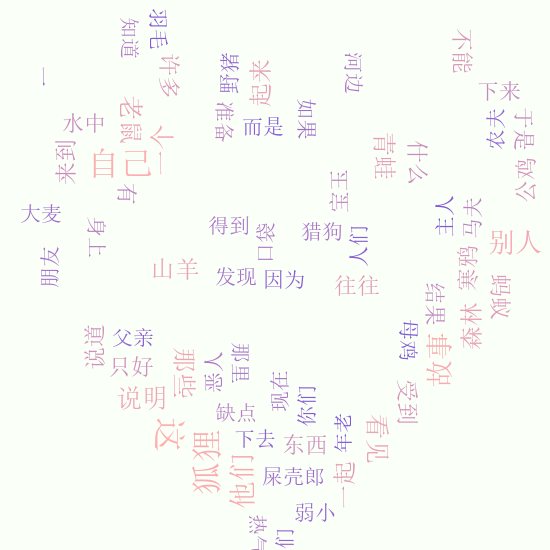 羽毛
知道
一
许多
野猪
起来
河边
不能
下来
老鼠
水中
准备
而是
如果
农夫
于是
一个
来到
自己
青蛙
什么
有
宝玉
大麦
身上
得到
口袋
猎狗
人们
主人
马夫
别人
朋友
山羊
发现
因为
往往
寒鸦
蚂蚁
结果
森林
说道
父亲
只好
那些
恶人
那里
母鸡
故事
说明
现在
你们
受到
缺点
这
狐狸
下去
东西
年老
看见
他们
屎壳郎
一起
弱小
热气
们